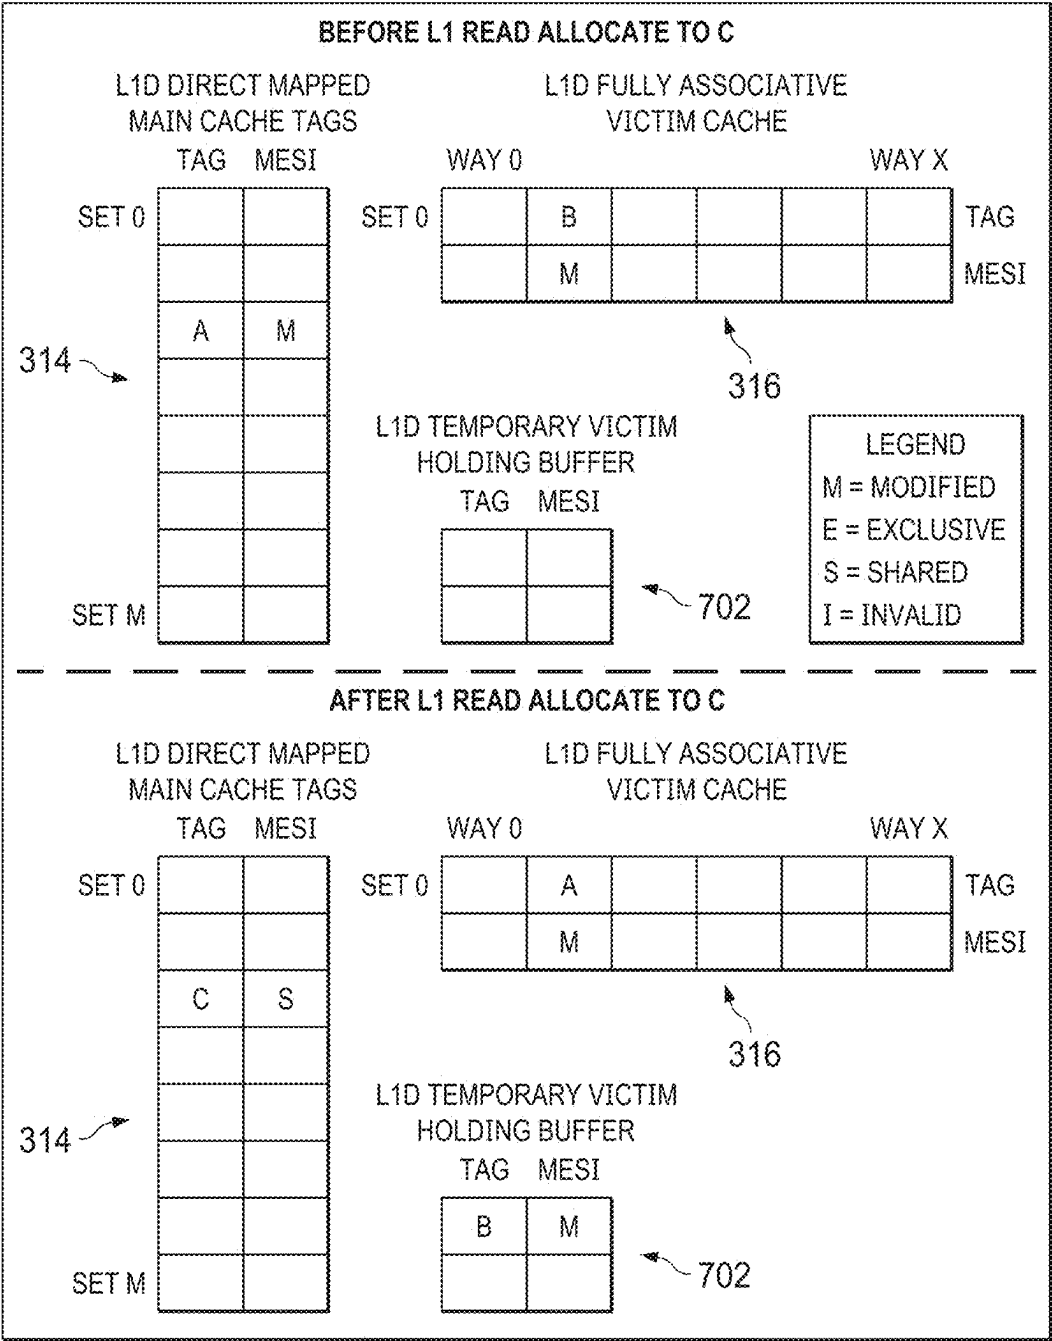 BEFORE L1 READ ALLOCATE TO C
L1D DIRECT MAPPED
MAIN CACHE TAGS
TAG MESI
SET 0
A M
314
SET M
L1D FULLY ASSOCIATIVE
VICTIM CACHE
WAY 0 WAY X
SET 0 B TAG
M MESI
316
L1D TEMPORARY VICTIM
HOLDING BUFFER
TAG MESI
702
LEGEND
M = MODIFIED
E = EXCLUSIVE
S = SHARED
I = INVALID
AFTER L1 READ ALLOCATE TO C
L1D DIRECT MAPPED
MAIN CACHE TAGS
TAG MESI
SET 0
C S
314
SET M
L1D FULLY ASSOCIATIVE
VICTIM CACHE
WAY 0 WAY X
SET 0 A TAG
M MESI
316
L1D TEMPORARY VICTIM
HOLDING BUFFER
TAG MESI
B M
702